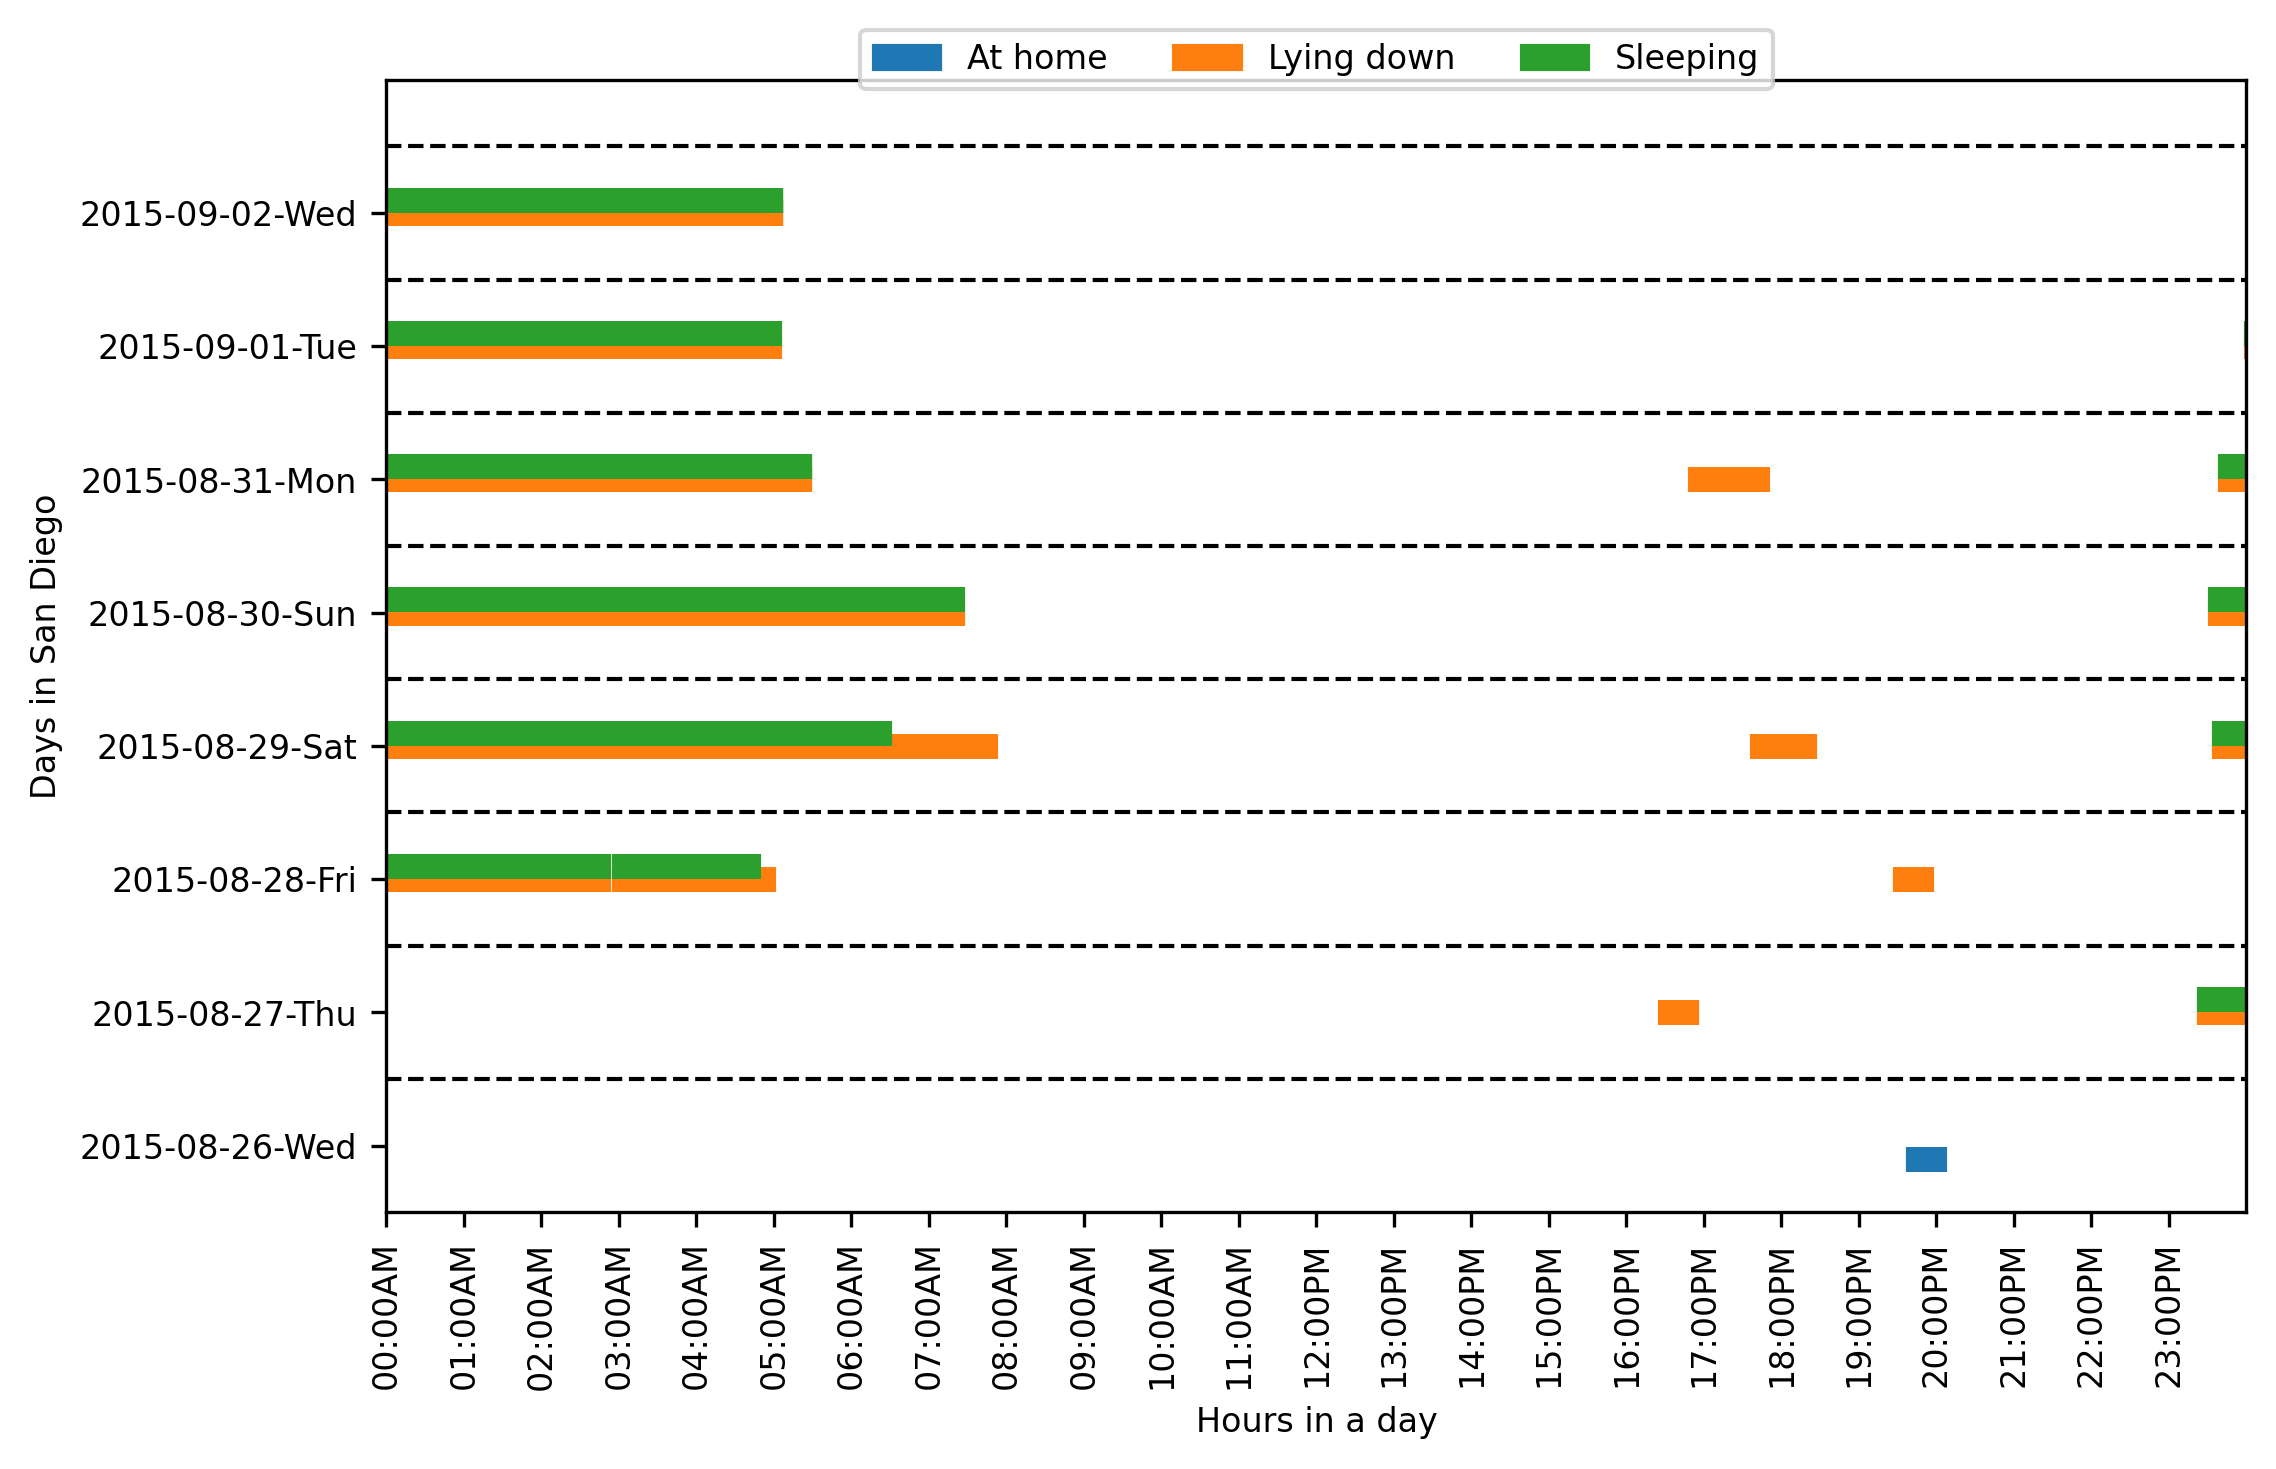 At home Lying down Sleeping
2015-09-02-Wed
2015-09-01-Tue
2015-08-31-Mon
2015-08-30-Sun
2015-08-29-Sat
2015-08-28-Fri
2015-08-27-Thu
2015-08-26-Wed
Days in San Diego
00:00AM
01:00AM
02:00AM
03:00AM
04:00AM
05:00AM
06:00AM
07:00AM
08:00AM
09:00AM
10:00AM
11:00AM
12:00PM
13:00PM
14:00PM
15:00PM
16:00PM
17:00PM
18:00PM
19:00PM
20:00PM
21:00PM
22:00PM
23:00PM
Hours in a day